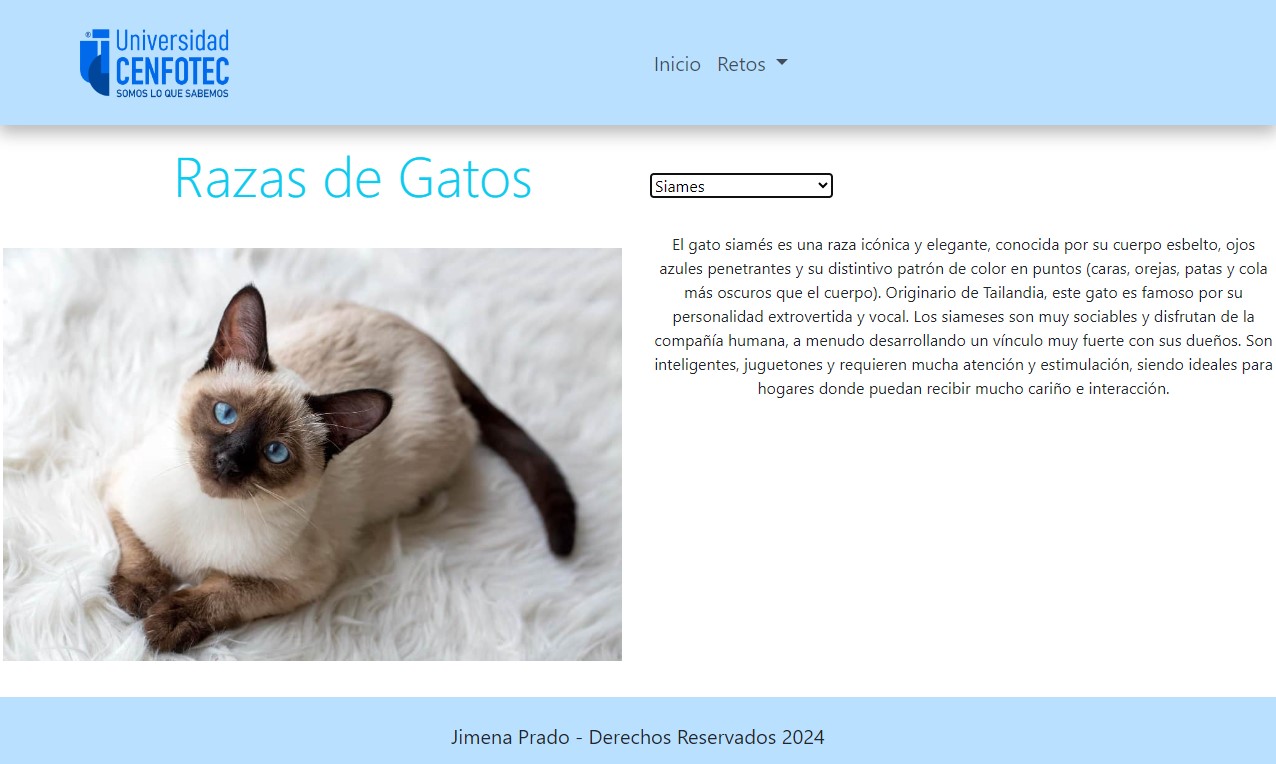 Universidad
CENFOTEC
SOMOS LO QUE SABEMOS
Inicio Retos
Razas de Gatos
Siames
El gato siamés es una raza icónica y elegante, conocida por su cuerpo esbelto, ojos
azules penetrantes y su distintivo patrón de color en puntos (caras, orejas, patas y cola
más oscuros que el cuerpo). Originario de Tailandia, este gato es famoso por su
personalidad extrovertida y vocal. Los siameses son muy sociables y disfrutan de la
compañía humana, a menudo desarrollando un vínculo muy fuerte con sus dueños. Son
inteligentes, juguetones y requieren mucha atención y estimulación, siendo ideales para
hogares donde puedan recibir mucho cariño e interacción.
Jimena Prado - Derechos Reservados 2024